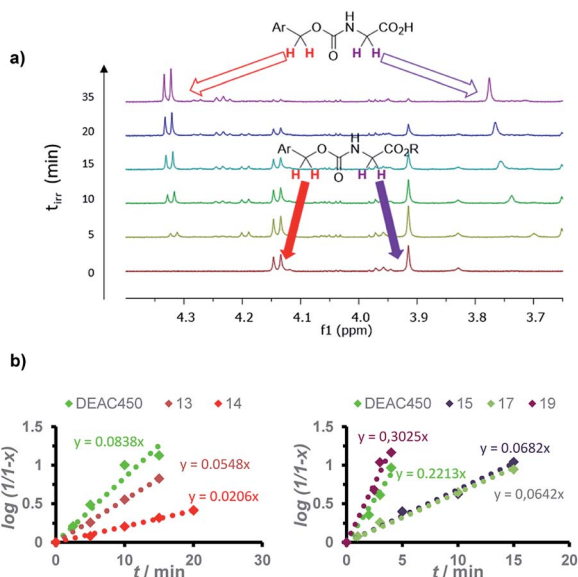 a)
Ar O H N CO₂H
O
H H H H
35
20
15
10
5
0
t_irr (min)
Ar O H N CO₂R
O
H H H H
4.3 4.2 4.1 4.0 3.9 3.8 3.7
f1 (ppm)
b)
DEAC450 13 14
1.5
1
0.5
0
y = 0.0838x
y = 0.0548x
y = 0.0206x
0 10 20 30
log (1/1-x)
t / min
DEAC450 15 17 19
1.5
1
0.5
0
y = 0,3025x
y = 0.0682x
y = 0.2213x
y = 0,0642x
0 5 10 15 20
log (1/1-x)
t / min